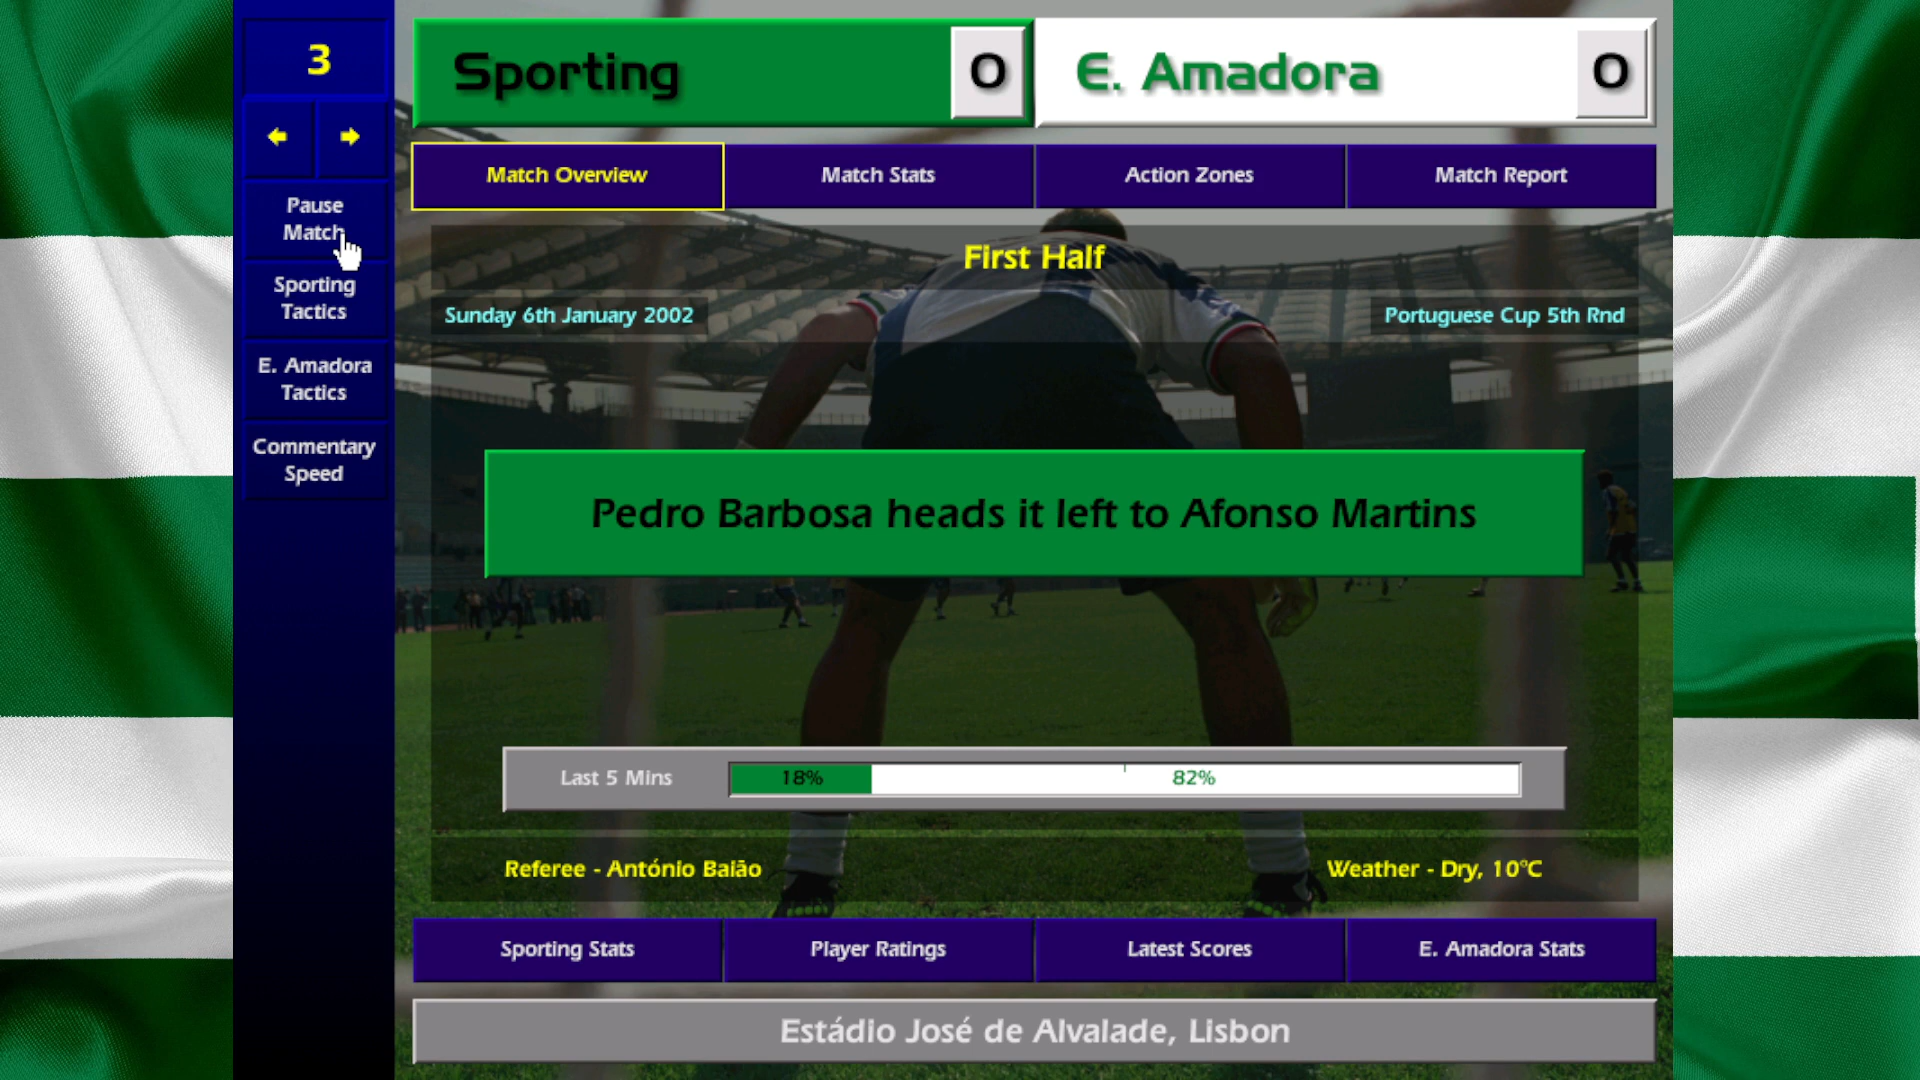 3
Sporting 0 E. Amadora 0
Match Overview Match Stats Action Zones Match Report
Pause
Match
Sporting
Tactics
E. Amadora
Tactics
Commentary
Speed
First Half
Sunday 6th January 2002 Portuguese Cup 5th Rnd
Pedro Barbosa heads it left to Afonso Martins
Last 5 Mins 18% 82%
Referee - António Baião Weather - Dry, 10°C
Sporting Stats Player Ratings Latest Scores E. Amadora Stats
Estádio José de Alvalade, Lisbon